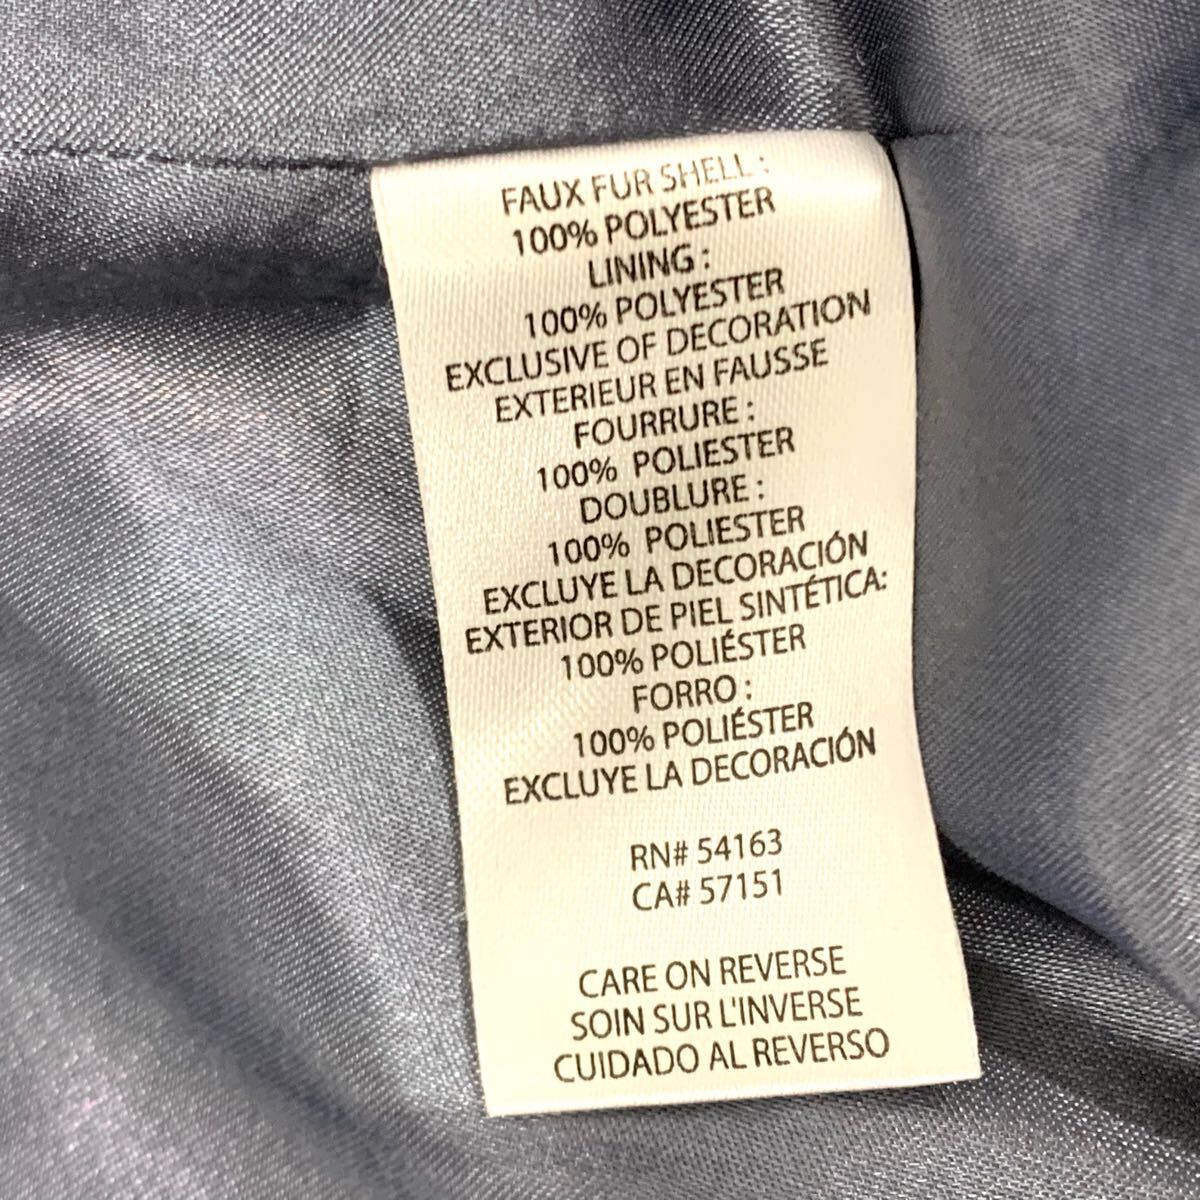 FAUX FUR SHELL :
100% POLYESTER
LINING :
100% POLYESTER
EXCLUSIVE OF DECORATION
EXTERIEUR EN FAUSSE
FOURRURE :
100% POLIESTER
DOUBLURE :
100% POLIESTER
EXCLUYE LA DECORACIÓN
EXTERIOR DE PIEL SINTÉTICA:
100% POLIÉSTER
FORRO :
100% POLIÉSTER
EXCLUYE LA DECORACIÓN
RN# 54163
CA# 57151
CARE ON REVERSE
SOIN SUR L'INVERSE
CUIDADO AL REVERSO